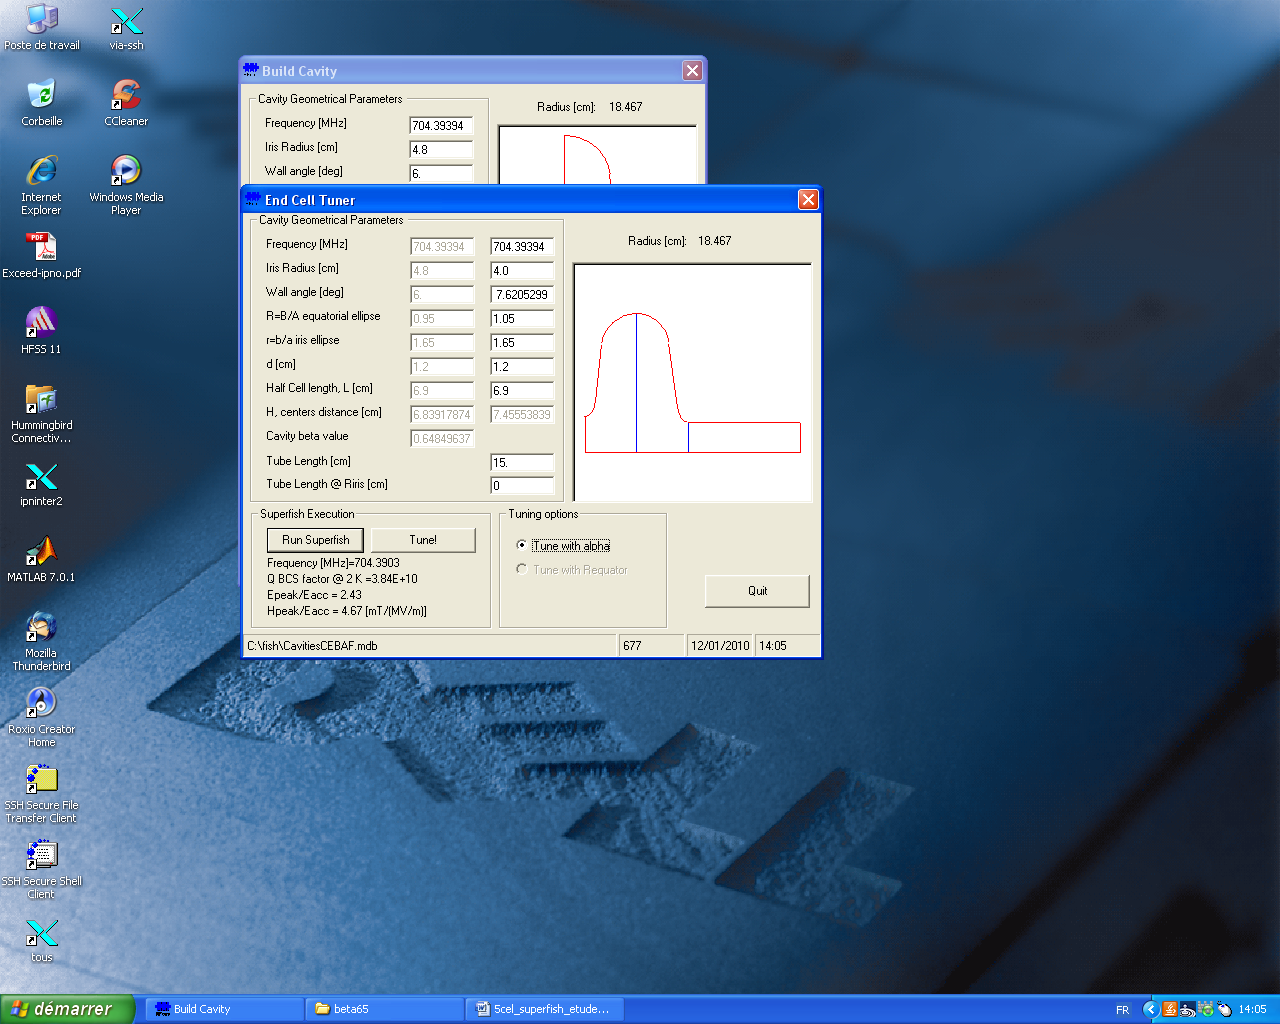 Poste de travail
via-ssh
Corbeille
CCleaner
Internet
Explorer
Windows Media
Player
PDF
Adobe
Exceed-ipno.pdf
HFSS 11
Hummingbird
Connectiv...
ipninter2
MATLAB 7.0.1
Mozilla
Thunderbird
Roxio Creator
Home
SSH Secure File
Transfer Client
SSH Secure Shell
Client
tous
Build Cavity
Cavity Geometrical Parameters
Frequency [MHz] 704.39394
Iris Radius [cm] 4.8
Wall angle [deg] 6.
Radius [cm]: 18.467
End Cell Tuner
Cavity Geometrical Parameters
Frequency [MHz] 704.39394 704.39394
Iris Radius [cm] 4.8 4.0
Wall angle [deg] 6. 7.6205299
R=B/A equatorial ellipse 0.95 1.05
r=b/a iris ellipse 1.65 1.65
d [cm] 1.2 1.2
Half Cell length, L [cm] 6.9 6.9
H, centers distance [cm] 6.83917874 7.45553839
Cavity beta value 0.64849637
Tube Length [cm] 15.
Tube Length @ Riris [cm] 0
Radius [cm]: 18.467
Superfish Execution
Run Superfish Tune!
Frequency [MHz]=704.3903
Q BCS factor @ 2 K =3.84E+10
Epeak/Eacc = 2.43
Hpeak/Eacc = 4.67 [mT/(MV/m)]
Tuning options
Tune with alpha
Tune with Requator
Quit
C:\fish\CavitiesCEBAF.mdb 677 12/01/2010 14:05
démarrer
Build Cavity
beta65
5cel_superfish_etude...
FR
14:05